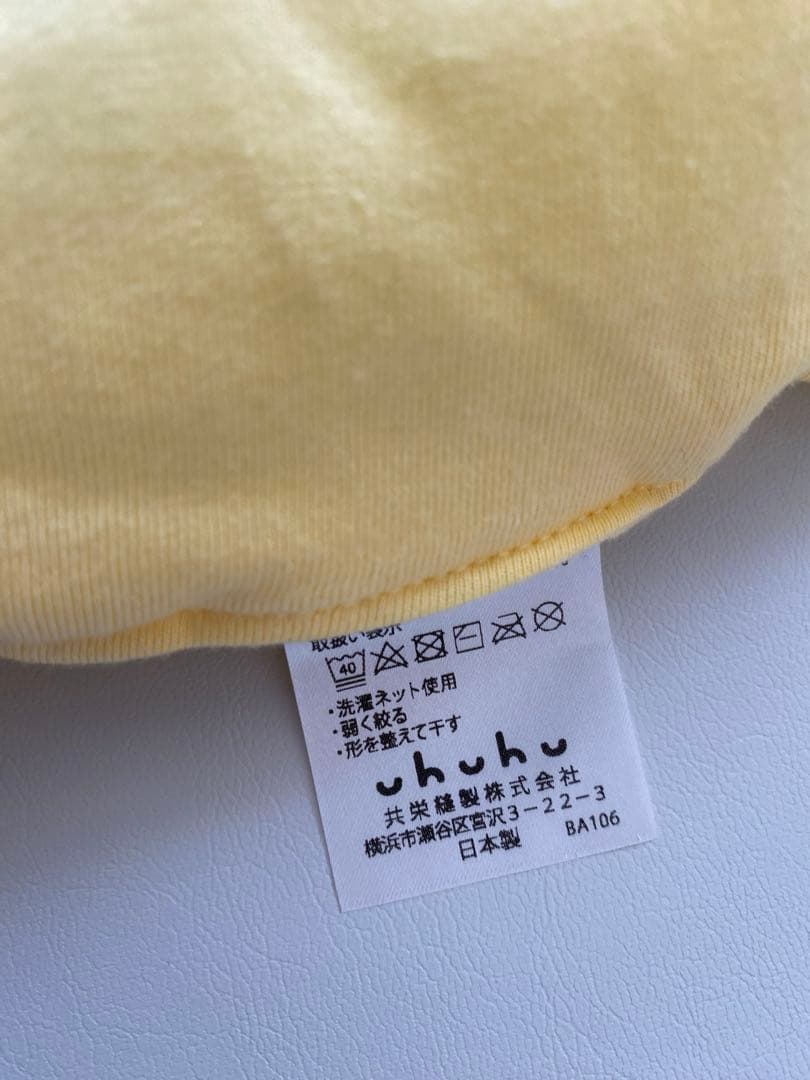 取扱い表示
40
・洗濯ネット使用
・弱く絞る
・形を整えて干す
uhuhu
共栄縫製株式会社
横浜市瀬谷区宮沢3-22-3
日本製 BA106